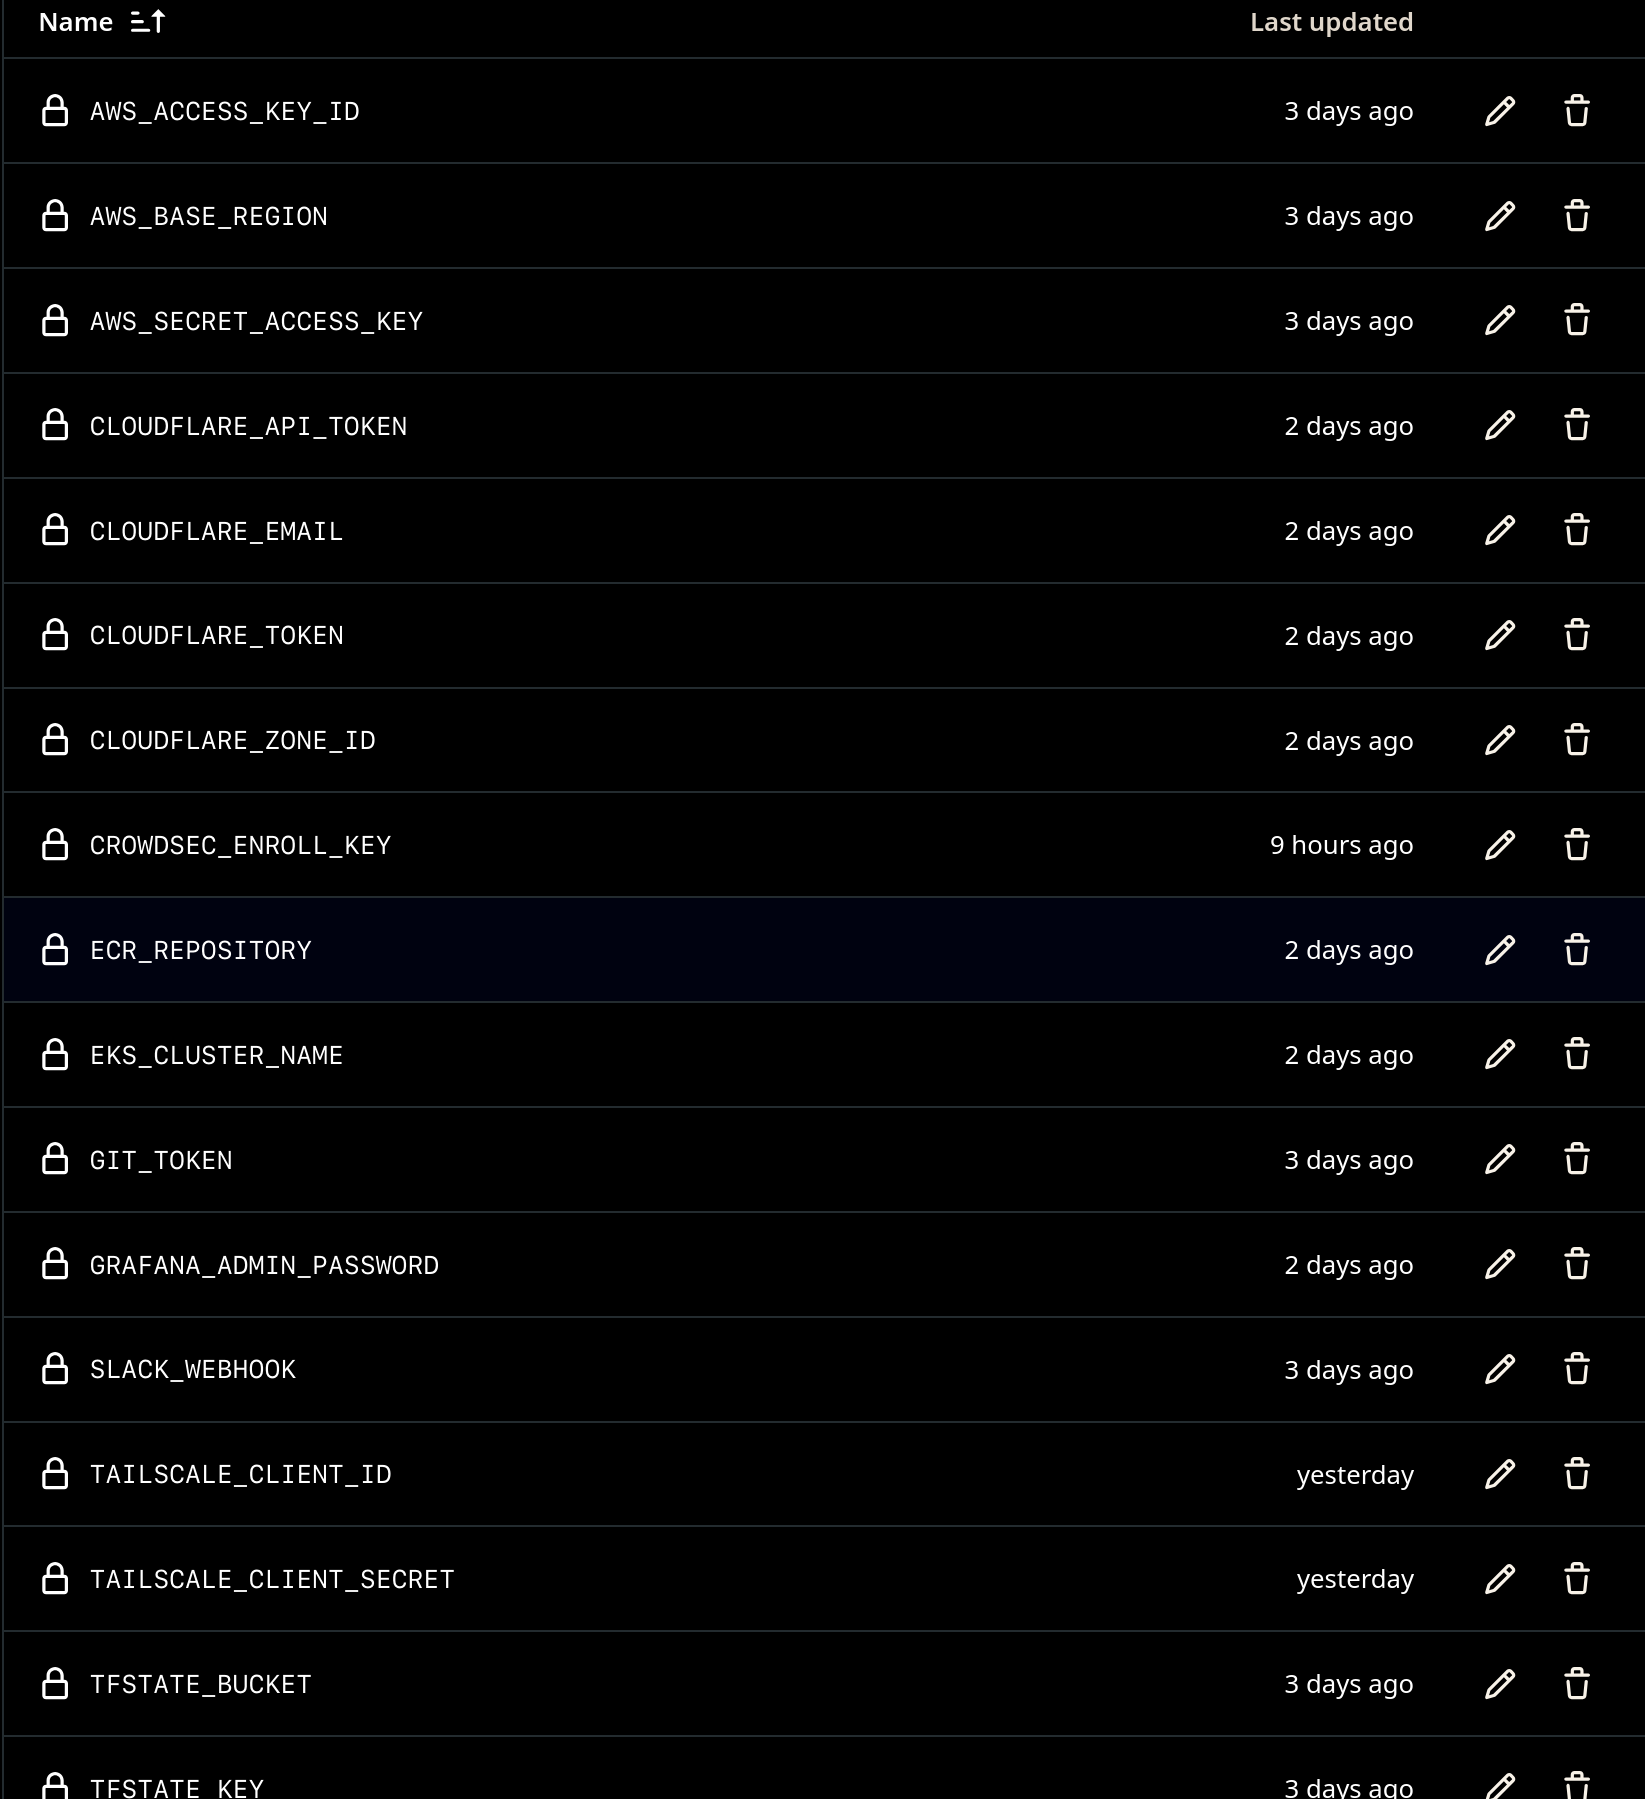 Name Last updated
AWS_ACCESS_KEY_ID 3 days ago
AWS_BASE_REGION 3 days ago
AWS_SECRET_ACCESS_KEY 3 days ago
CLOUDFLARE_API_TOKEN 2 days ago
CLOUDFLARE_EMAIL 2 days ago
CLOUDFLARE_TOKEN 2 days ago
CLOUDFLARE_ZONE_ID 2 days ago
CROWDSEC_ENROLL_KEY 9 hours ago
ECR_REPOSITORY 2 days ago
EKS_CLUSTER_NAME 2 days ago
GIT_TOKEN 3 days ago
GRAFANA_ADMIN_PASSWORD 2 days ago
SLACK_WEBHOOK 3 days ago
TAILSCALE_CLIENT_ID yesterday
TAILSCALE_CLIENT_SECRET yesterday
TFSTATE_BUCKET 3 days ago
TFSTATE_KEY 3 days ago